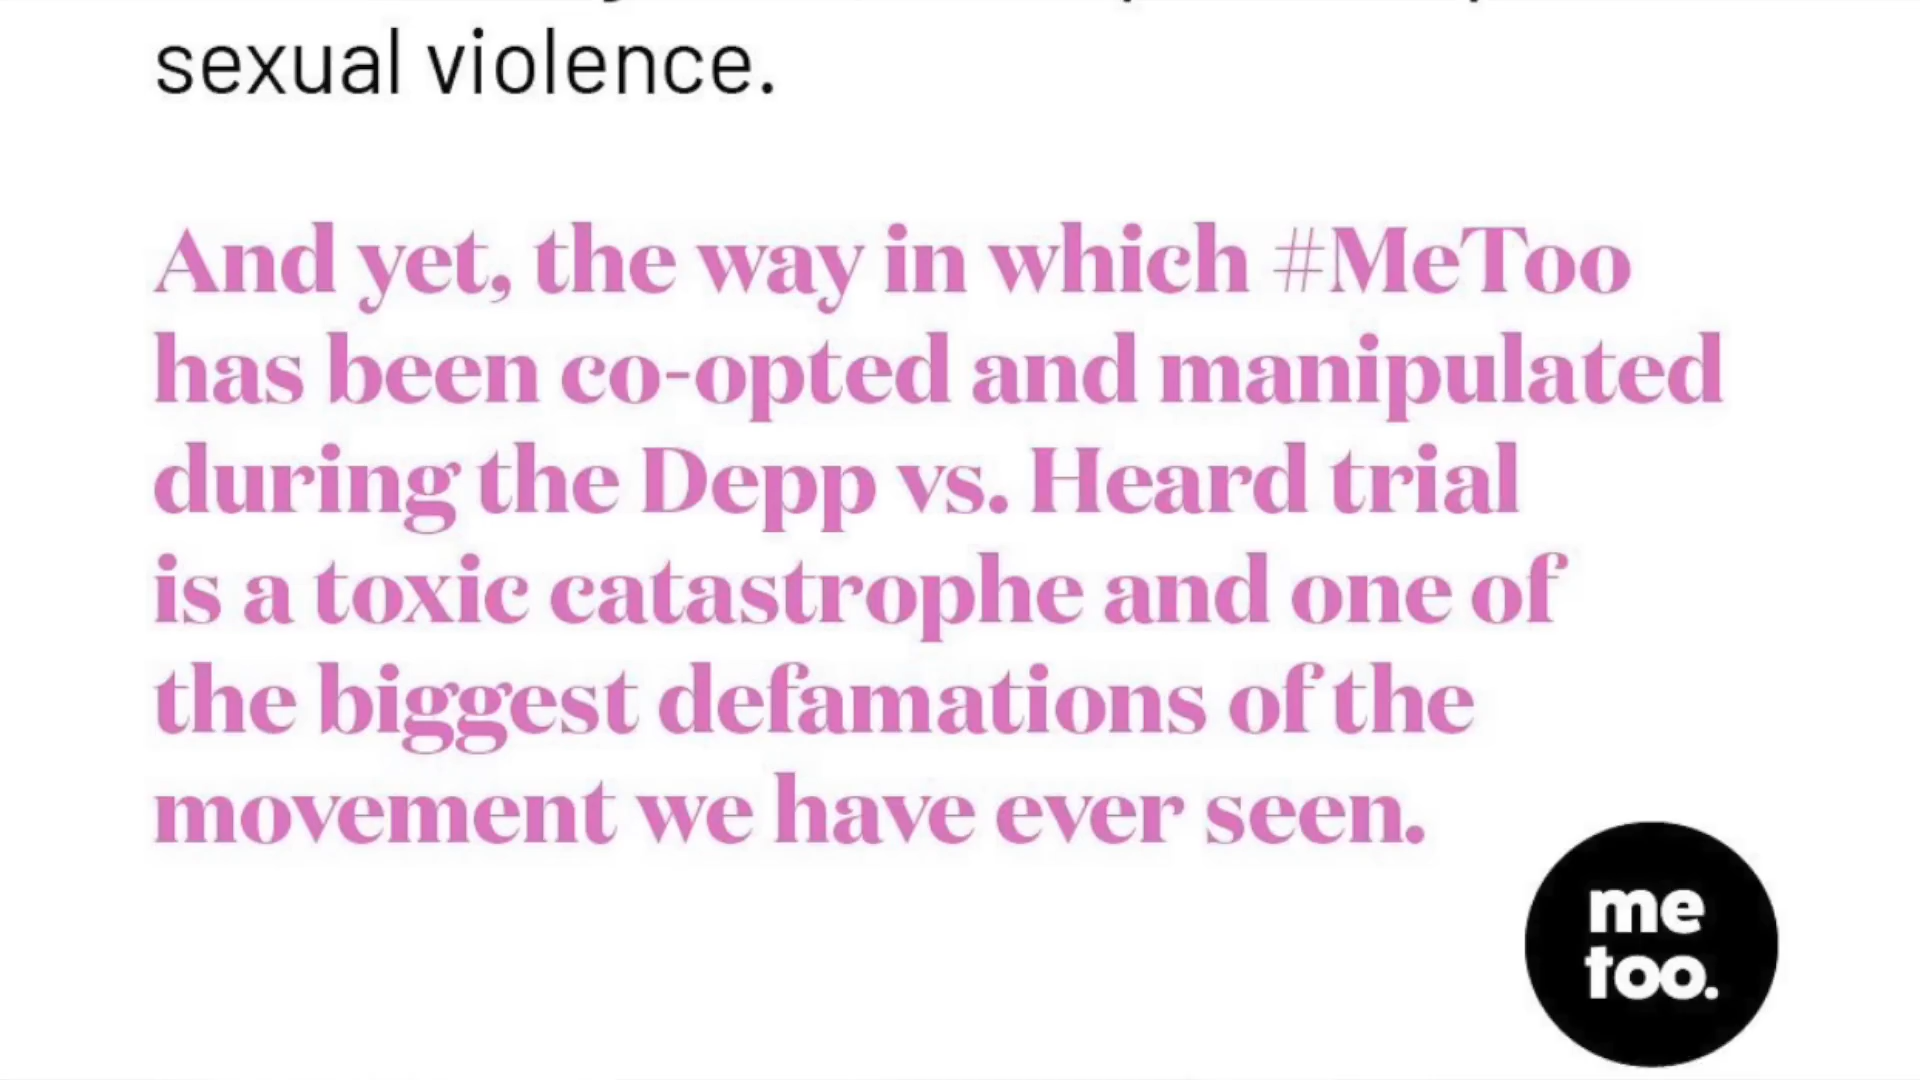 sexual violence.
And yet, the way in which #MeToo
has been co-opted and manipulated
during the Depp vs. Heard trial
is a toxic catastrophe and one of
the biggest defamations of the
movement we have ever seen.
me
too.